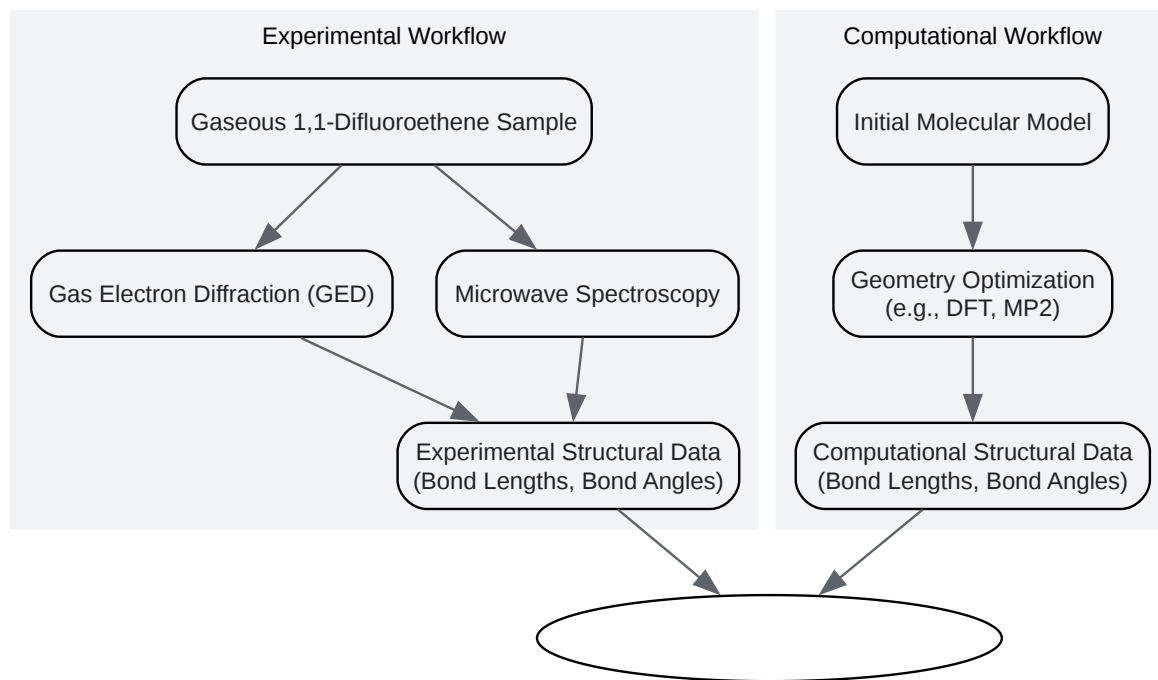 Experimental Workflow
Computational Workflow
Gaseous 1,1-Difluoroethene Sample
Initial Molecular Model
Gas Electron Diffraction (GED)
Microwave Spectroscopy
Geometry Optimization
(e.g., DFT, MP2)
Experimental Structural Data
(Bond Lengths, Bond Angles)
Computational Structural Data
(Bond Lengths, Bond Angles)